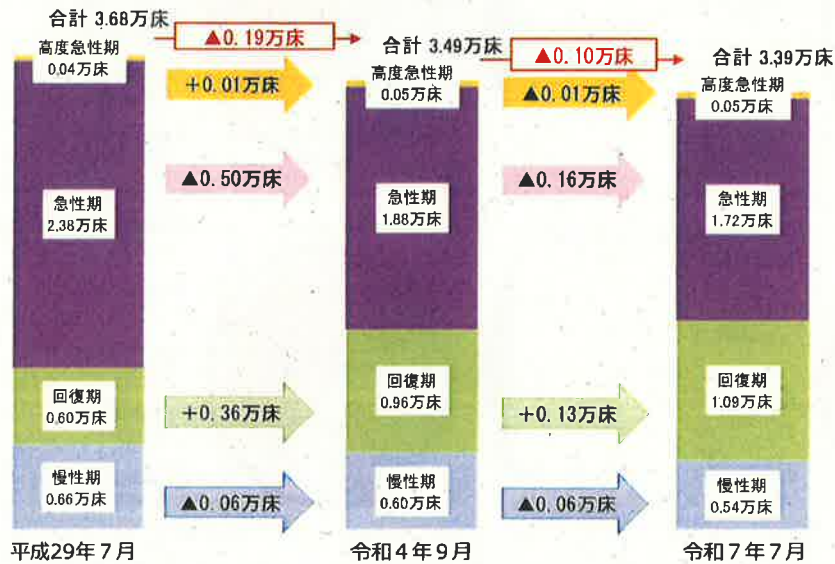 合計 3.68万床
▲0.19万床
合計 3.49万床
▲0.10万床
合計 3.39万床
高度急性期
0.04万床
+0.01万床
高度急性期
0.05万床
▲0.01万床
高度急性期
0.05万床
急性期
2.38万床
▲0.50万床
急性期
1.88万床
▲0.16万床
急性期
1.72万床
回復期
0.60万床
+0.36万床
回復期
0.96万床
+0.13万床
回復期
1.09万床
慢性期
0.66万床
▲0.06万床
慢性期
0.60万床
▲0.06万床
慢性期
0.54万床
平成29年7月
令和4年9月
令和7年7月